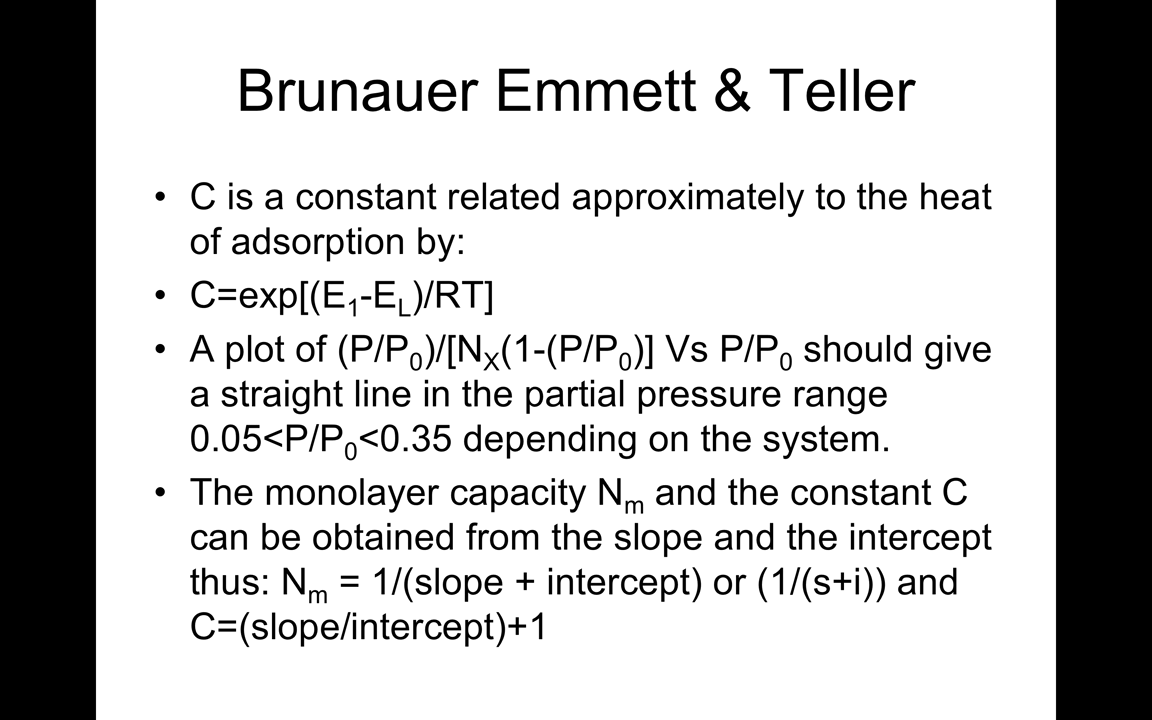 Brunauer Emmett & Teller
• C is a constant related approximately to the heat
of adsorption by:
• C=exp[(E₁-E_L)/RT]
• A plot of (P/P₀)/[N_X(1-(P/P₀)] Vs P/P₀ should give
a straight line in the partial pressure range
0.05<P/P₀<0.35 depending on the system.
• The monolayer capacity Nₘ and the constant C
can be obtained from the slope and the intercept
thus: Nₘ = 1/(slope + intercept) or (1/(s+i)) and
C=(slope/intercept)+1